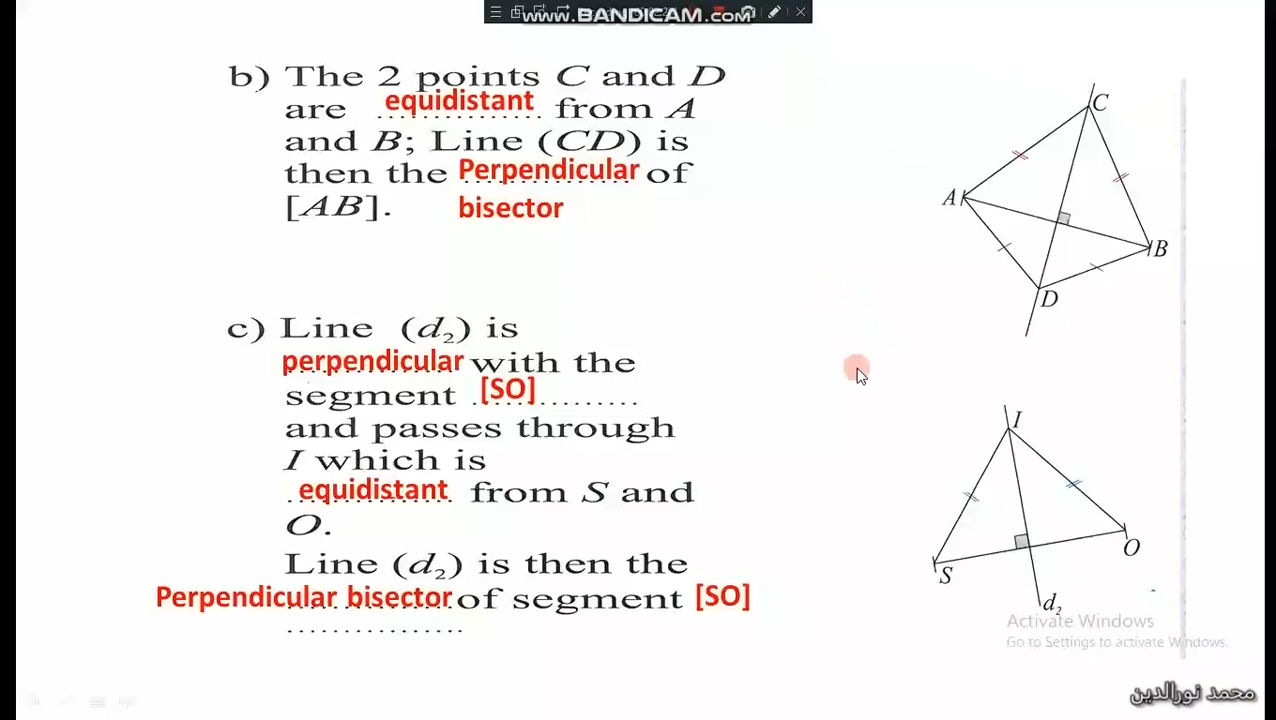 www.BANDICAM.com
b) The 2 points C and D
are equidistant from A
and B; Line (CD) is
then the Perpendicular of
[AB]. bisector
c) Line (d₂) is
perpendicular with the
segment [SO]
and passes through
I which is
equidistant from S and
O.
Line (d₂) is then the
Perpendicular bisector of segment [SO]
C
A
B
D
I
O
S
d₂
Activate Windows
Go to Settings to activate Windows.
محمد نورالدين